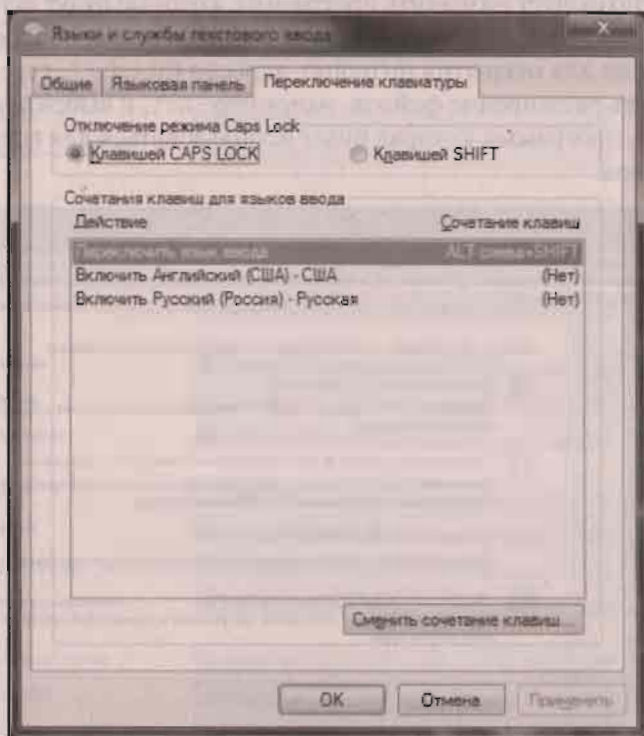 Языки и службы текстового ввода
Общие Языковая панель Переключение клавиатуры
Отключение режима Caps Lock
Клавишей CAPS LOCK Клавишей SHIFT
Сочетания клавиш для языков ввода
Действие Сочетание клавиш
Переключить язык ввода ALT слева+SHIFT
Включить Английский (США) - США (Нет)
Включить Русский (Россия) - Русская (Нет)
Сменить сочетание клавиш...
OK Отмена Применить